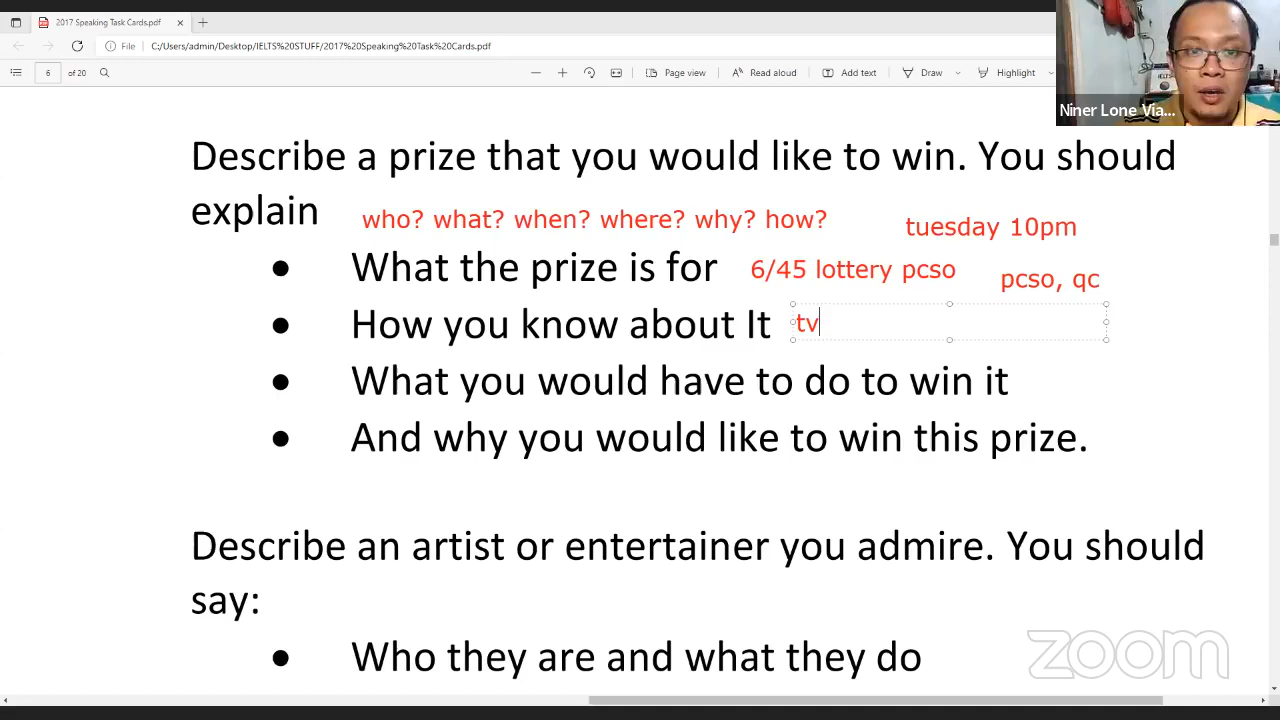 2017 Speaking Task Cards.pdf
File C:/Users/admin/Desktop/IELTS%20STUFF/2017%20Speaking%20Task%20Cards.pdf
6 of 20 Page view Read aloud Add text Draw Highlight
Niner Lone Via...
Describe a prize that you would like to win. You should
explain who? what? when? where? why? how? tuesday 10pm
• What the prize is for 6/45 lottery pcso pcso, qc
• How you know about It tv
• What you would have to do to win it
• And why you would like to win this prize.
Describe an artist or entertainer you admire. You should
say:
• Who they are and what they do
zoom